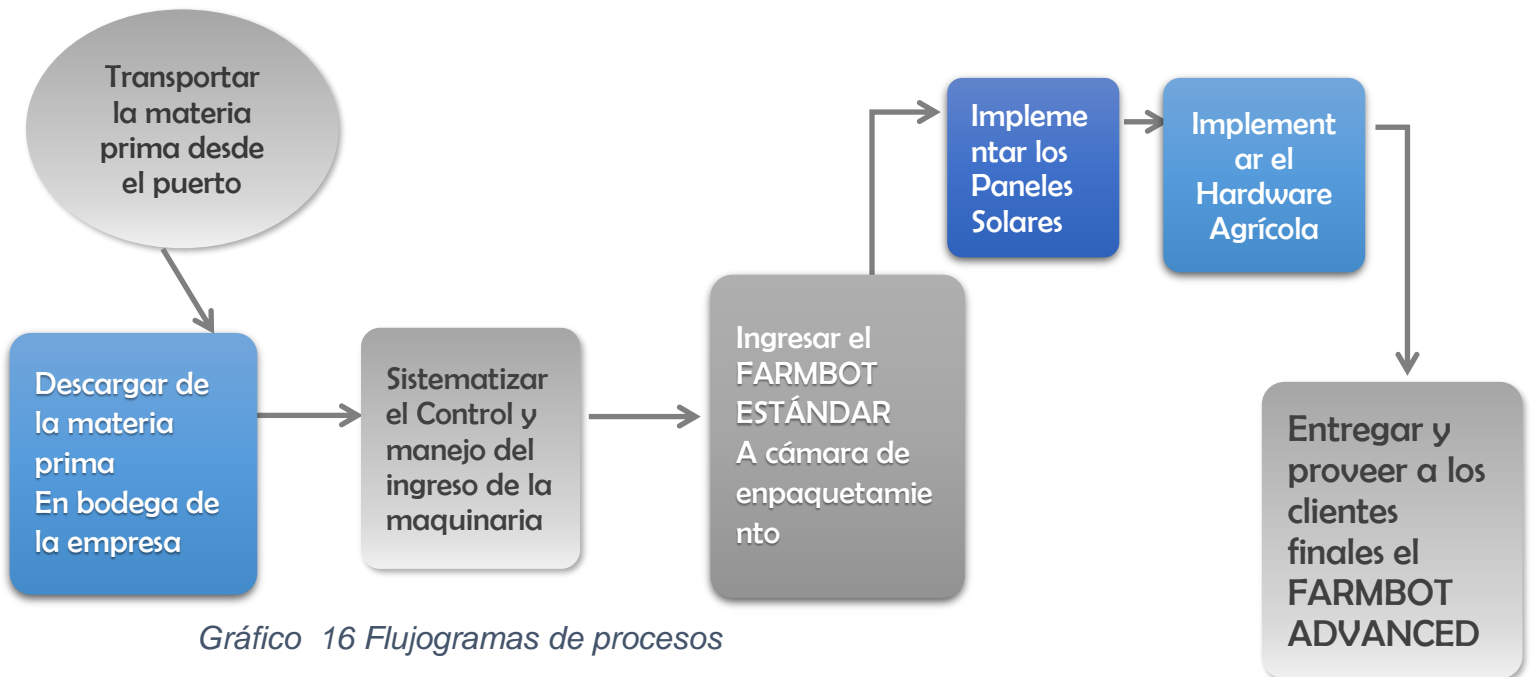 Transportar
la materia
prima desde
el puerto
Descargar de
la materia
prima
En bodega de
la empresa
Sistematizar
el Control y
manejo del
ingreso de la
maquinaria
Ingresar el
FARMBOT
ESTÁNDAR
A cámara de
enpaquetamie
nto
Impleme
ntar los
Paneles
Solares
Implement
ar el
Hardware
Agrícola
Entregar y
proveer a los
clientes
finales el
FARMBOT
ADVANCED
Gráfico 16 Flujogramas de procesos